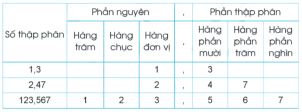 Số thập phân Phần nguyên , Phần thập phân
Hàng trăm Hàng chục Hàng đơn vị , Hàng phần mười Hàng phần trăm Hàng phần nghìn
1,3 1 , 3
2,47 2 , 4 7
123,567 1 2 3 , 5 6 7